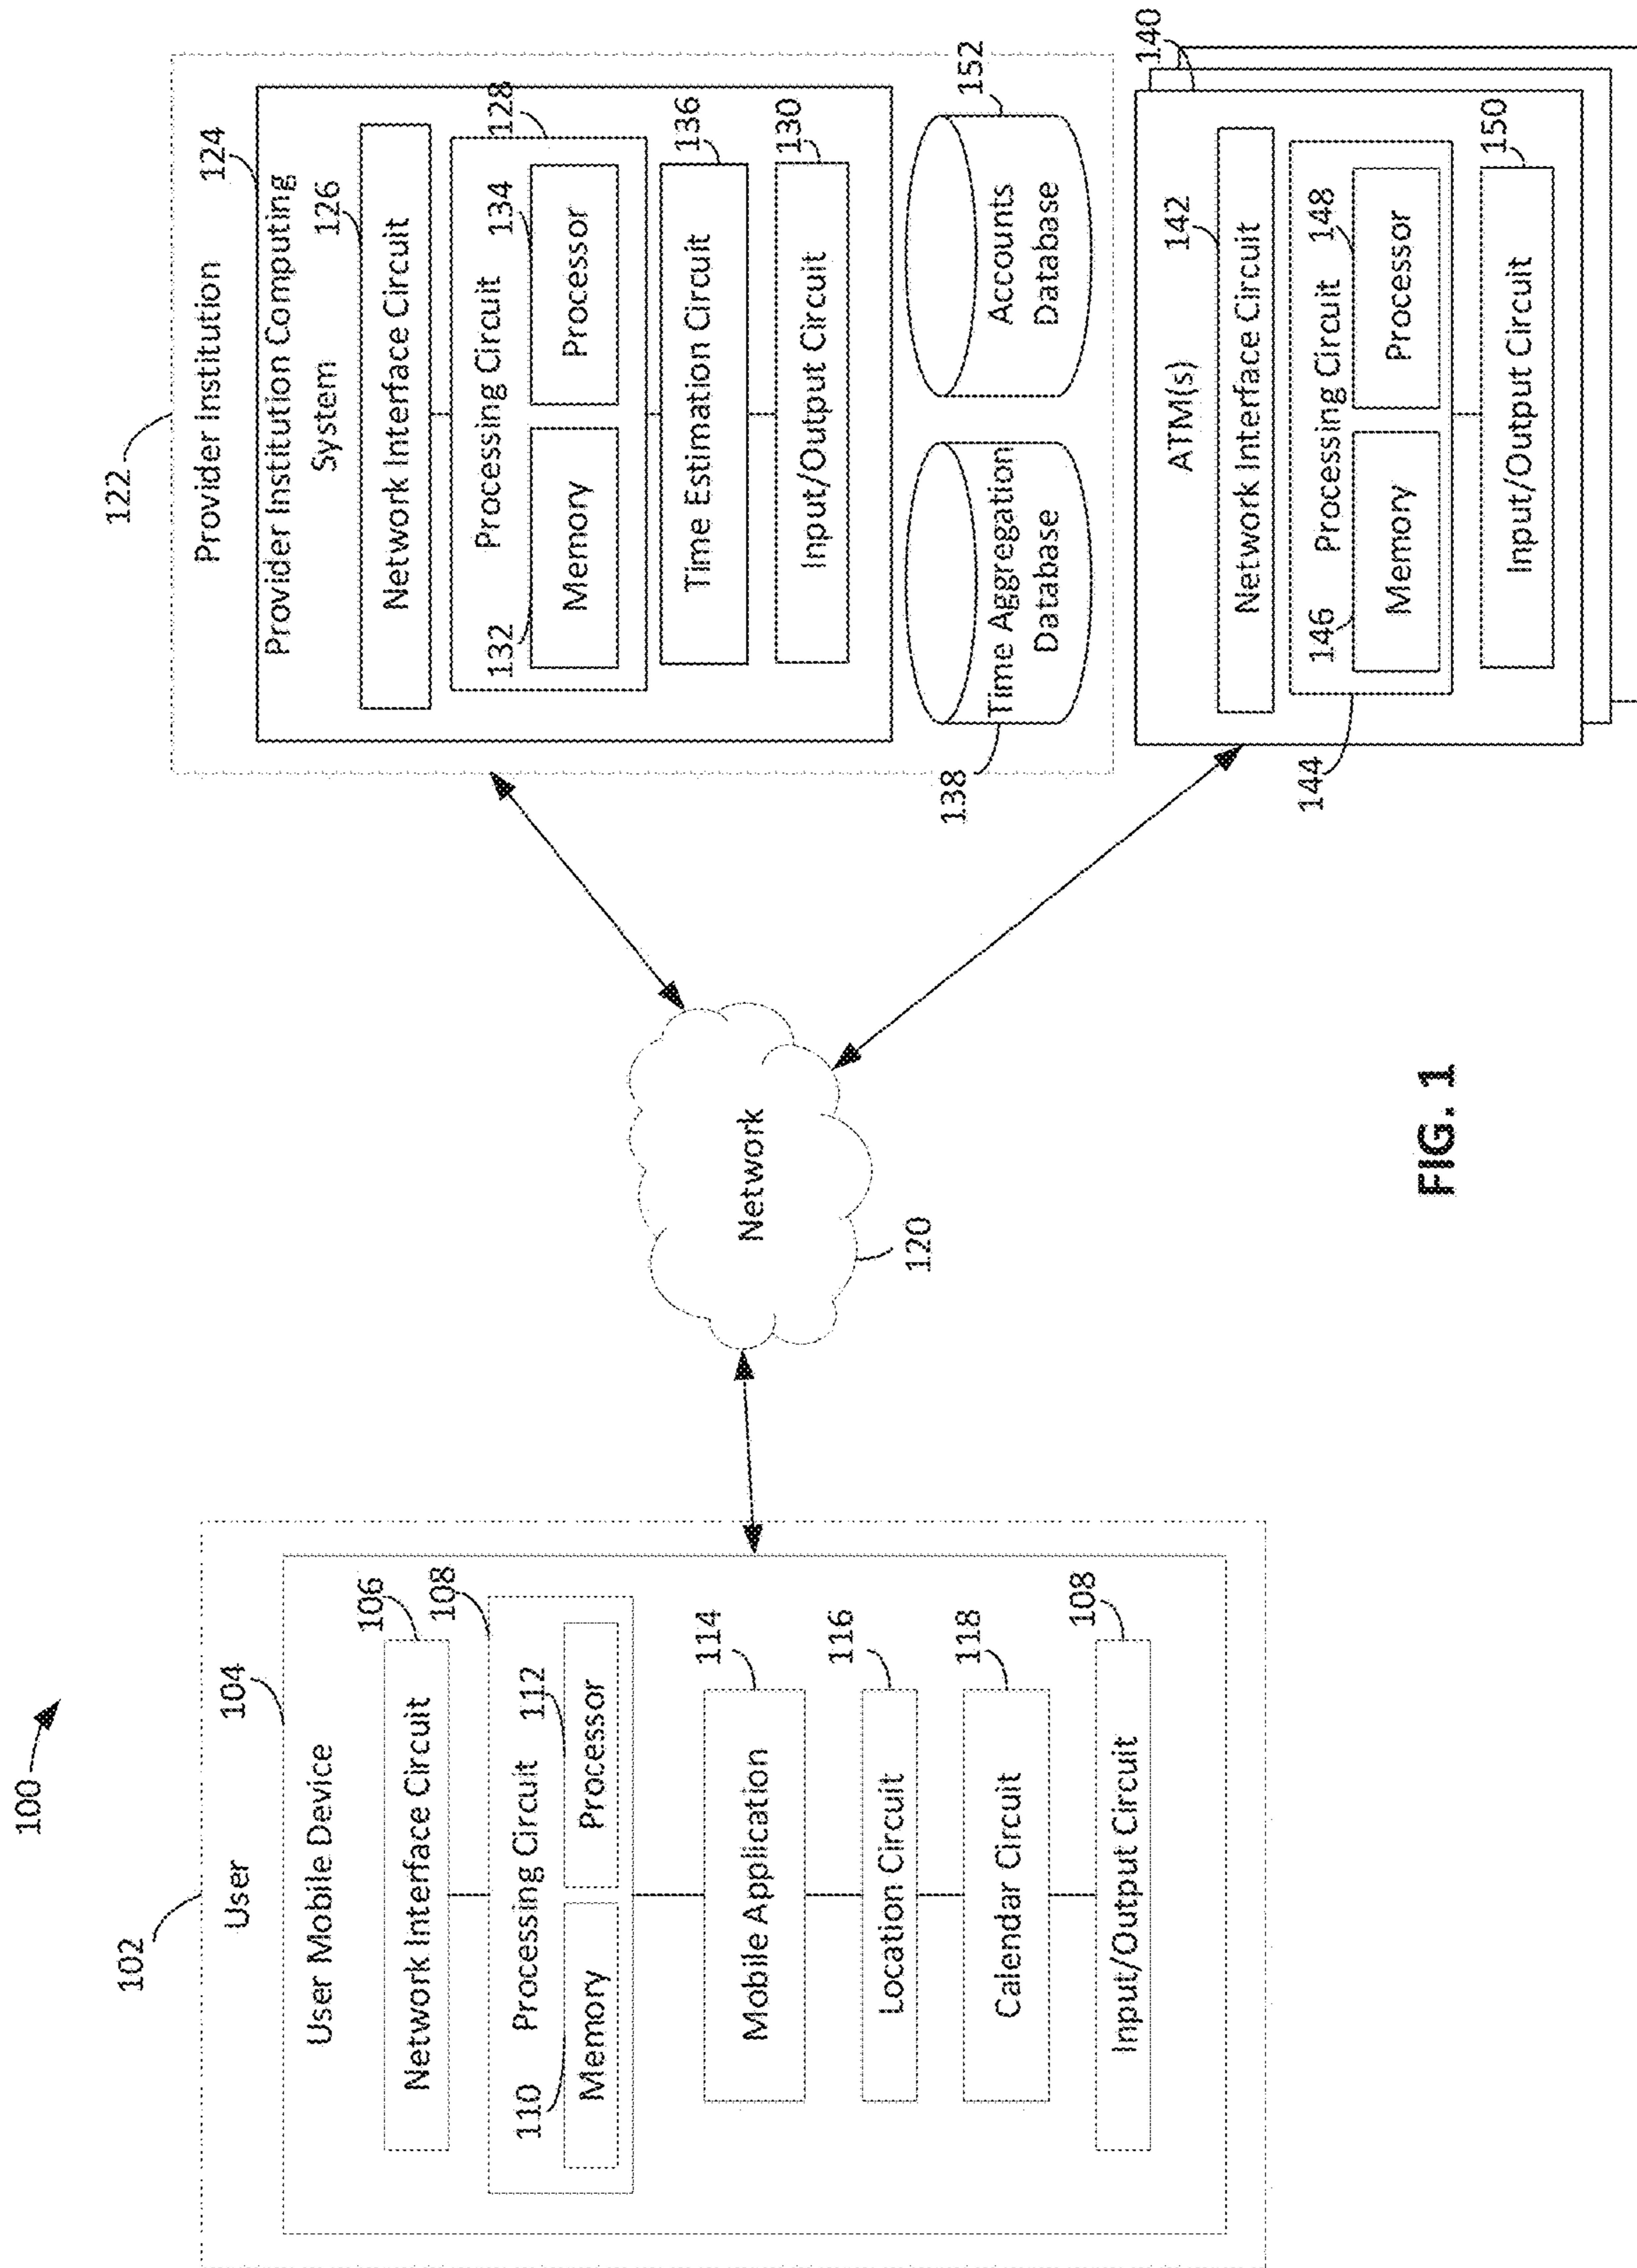 100
102
User
104
User Mobile Device
106
Network Interface Circuit
108
Processing Circuit
110
112
Memory
Processor
114
Mobile Application
116
Location Circuit
118
Calendar Circuit
108
Input/Output Circuit
Network
120
122
Provider Institution
124
Provider Institution Computing
System
126
Network Interface Circuit
128
Processing Circuit
132
134
Memory
Processor
136
Time Estimation Circuit
130
Input/Output Circuit
138
Time Aggregation
Database
152
Accounts
Database
140
ATM(s)
142
Network Interface Circuit
144
Processing Circuit
146
148
Memory
Processor
150
Input/Output Circuit
FIG. 1